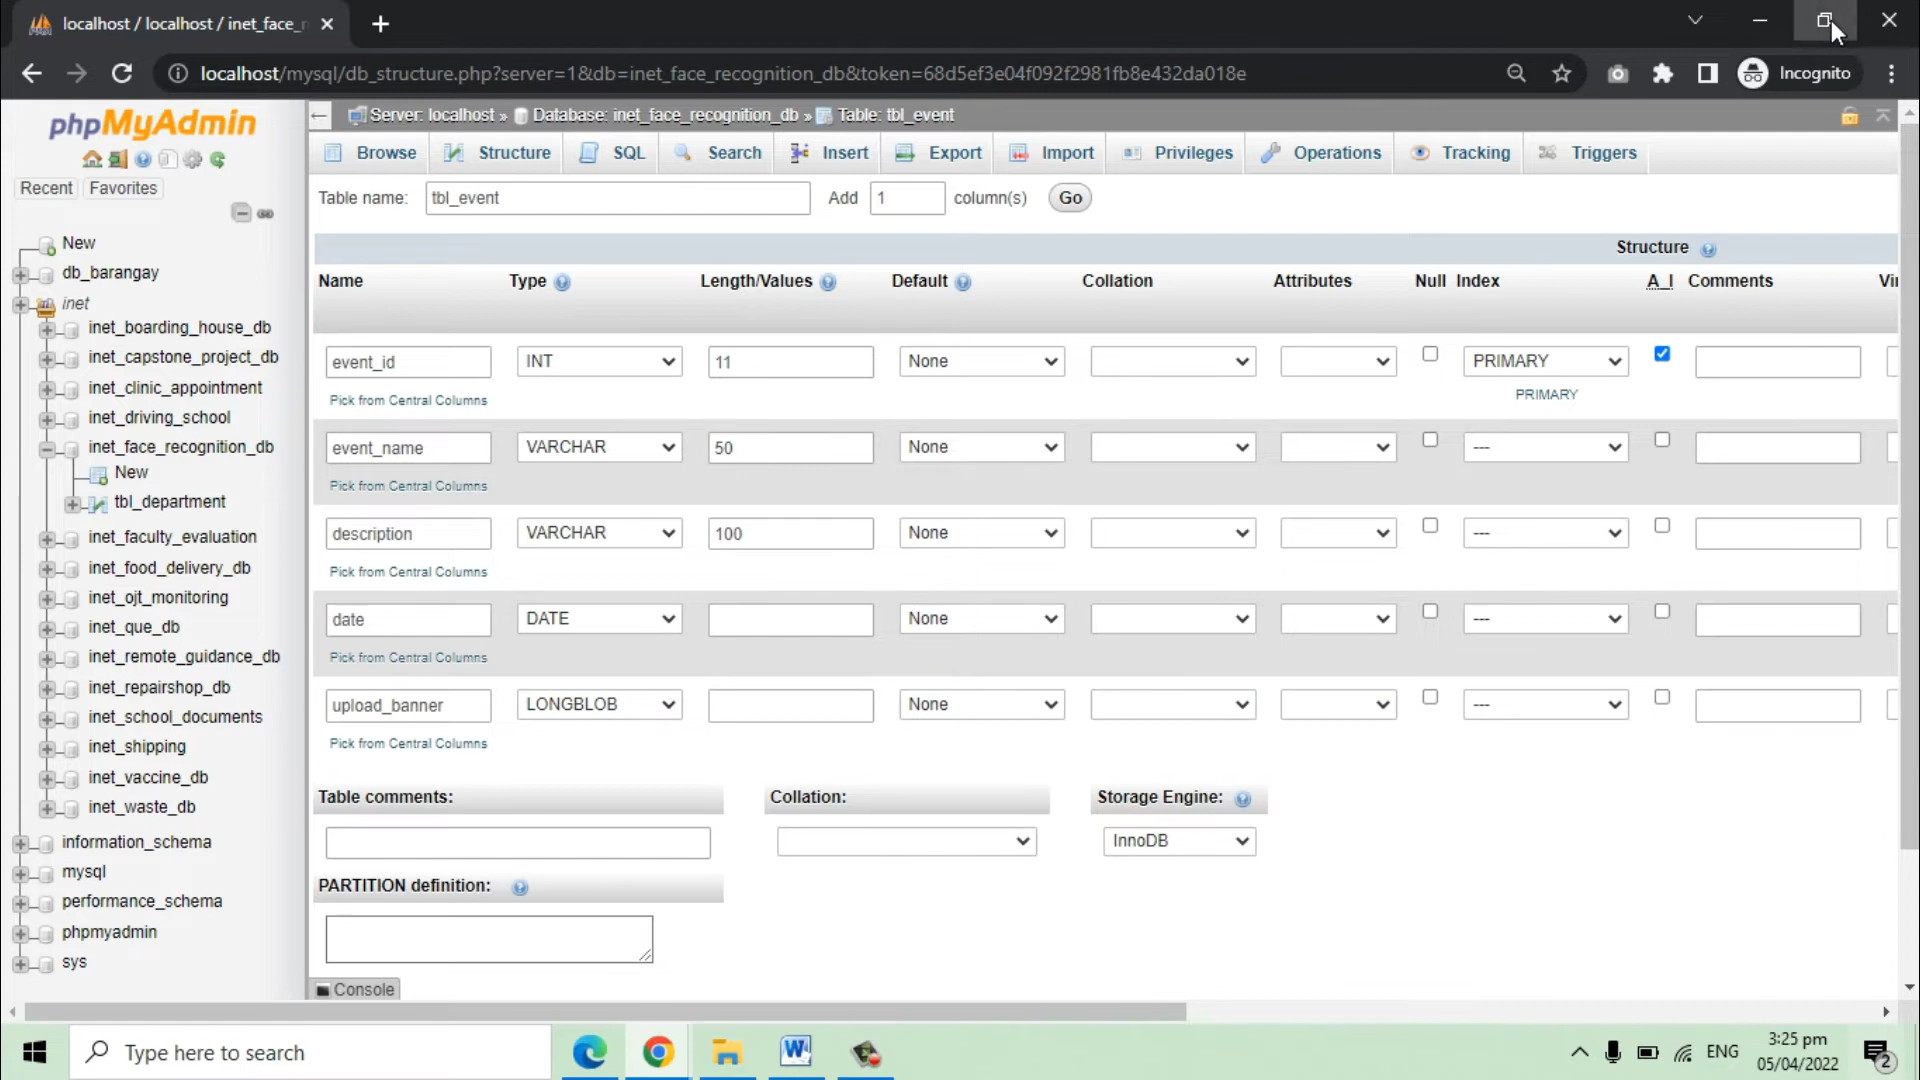 localhost / localhost / inet_face_r
localhost/mysql/db_structure.php?server=1&db=inet_face_recognition_db&token=68d5ef3e04f092f2981fb8e432da018e
Incognito
phpMyAdmin
Recent
Favorites
New
db_barangay
inet
inet_boarding_house_db
inet_capstone_project_db
inet_clinic_appointment
inet_driving_school
inet_face_recognition_db
New
tbl_department
inet_faculty_evaluation
inet_food_delivery_db
inet_ojt_monitoring
inet_que_db
inet_remote_guidance_db
inet_repairshop_db
inet_school_documents
inet_shipping
inet_vaccine_db
inet_waste_db
information_schema
mysql
performance_schema
phpmyadmin
sys
Server: localhost » Database: inet_face_recognition_db » Table: tbl_event
Browse Structure SQL Search Insert Export Import Privileges Operations Tracking Triggers
Table name: tbl_event Add 1 column(s) Go
Structure
Name Type Length/Values Default Collation Attributes Null Index A_I Comments Vi
event_id INT 11 None PRIMARY
Pick from Central Columns PRIMARY
event_name VARCHAR 50 None ---
Pick from Central Columns
description VARCHAR 100 None ---
Pick from Central Columns
date DATE None ---
Pick from Central Columns
upload_banner LONGBLOB None ---
Pick from Central Columns
Table comments: Collation: Storage Engine:
InnoDB
PARTITION definition:
Console
Type here to search
ENG
3:25 pm
05/04/2022
2